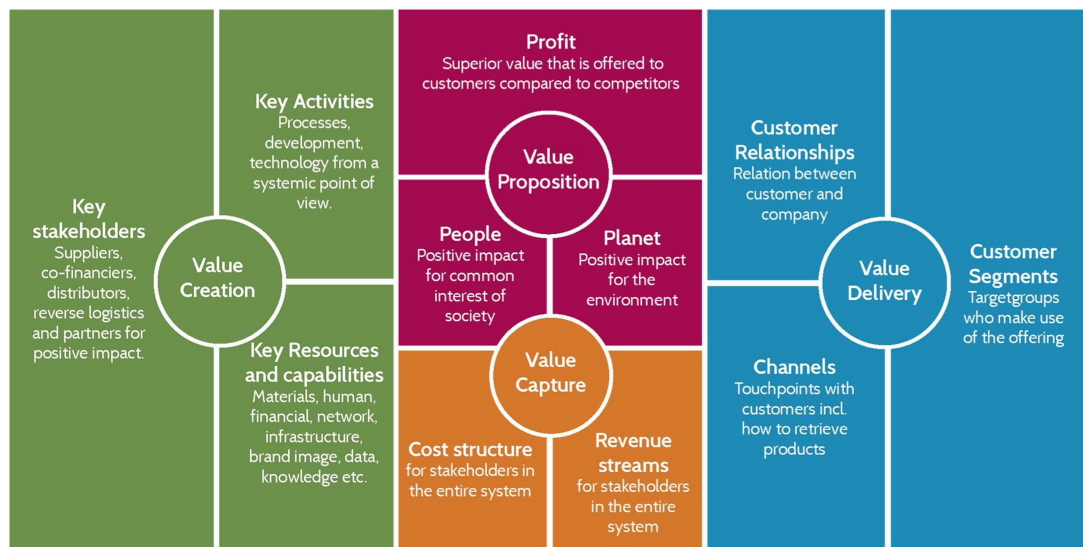 Key
stakeholders
Suppliers,
co-financiers,
distributors,
reverse logistics
and partners for
positive impact.
Key Activities
Processes,
development,
technology from a
systemic point of
view.
Value
Creation
Key Resources
and capabilities
Materials, human,
financial, network,
infrastructure,
brand image, data,
knowledge etc.
Profit
Superior value that is offered to
customers compared to competitors
Value
Proposition
People
Positive impact
for common
interest of
society
Planet
Positive impact
for the
environment
Value
Capture
Cost structure
for stakeholders in
the entire system
Revenue
streams
for stakeholders
in the entire
system
Customer
Relationships
Relation between
customer and
company
Value
Delivery
Channels
Touchpoints with
customers incl.
how to retrieve
products
Customer
Segments
Targetgroups
who make use
of the offering